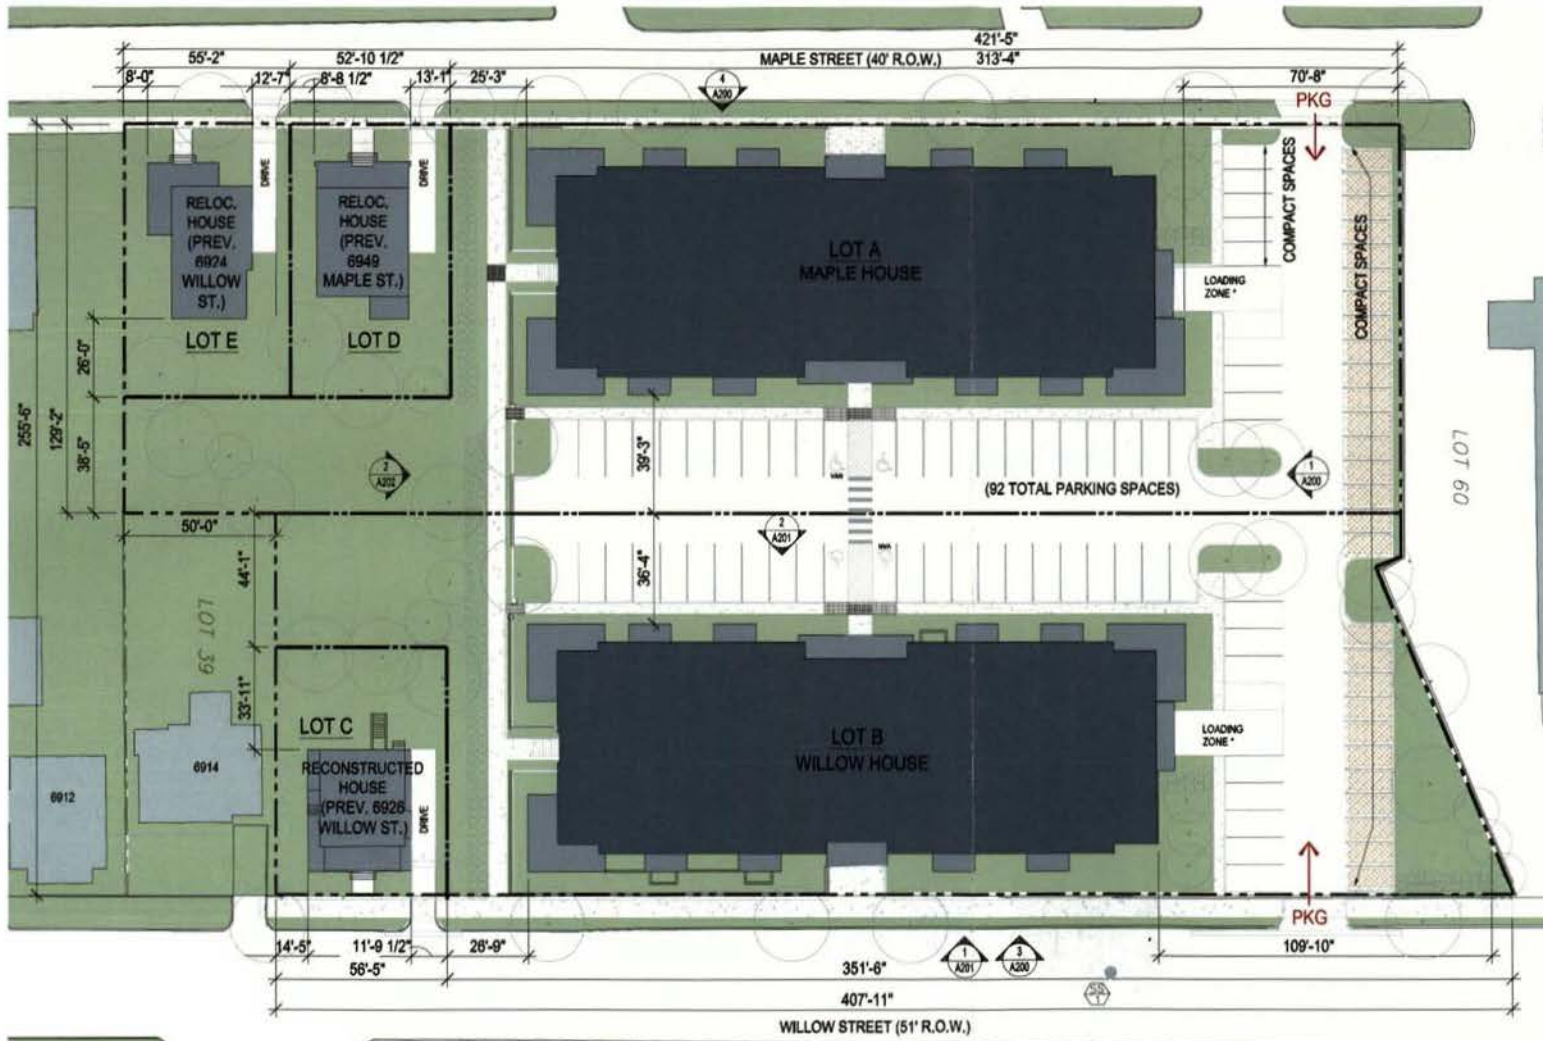 421'-5"
55'-2"
52'-10 1/2"
MAPLE STREET (40' R.O.W.)
313'-4"
8'-0"
12'-7"
8'-8 1/2"
13'-1"
25'-3"
4
A200
70'-8"
PKG
DRIVE
DRIVE
COMPACT SPACES
COMPACT SPACES
RELOC.
HOUSE
(PREV.
6924
WILLOW
ST.)
RELOC.
HOUSE
(PREV.
6949
MAPLE ST.)
LOT A
MAPLE HOUSE
LOADING
ZONE *
LOT E
LOT D
26'-0"
255'-6"
129'-2"
38'-5"
2
A202
39'-3"
(92 TOTAL PARKING SPACES)
1
A200
LOT 60
50'-0"
2
A201
44'-1"
36'-4"
LOT 39
33'-11"
LOT C
LOT B
WILLOW HOUSE
LOADING
ZONE *
6912
6914
RECONSTRUCTED
HOUSE
(PREV. 6926
WILLOW ST.)
DRIVE
PKG
14'-5"
11'-9 1/2"
26'-9"
1
A201
3
A200
109'-10"
56'-5"
351'-6"
SS
1
407'-11"
WILLOW STREET (51' R.O.W.)